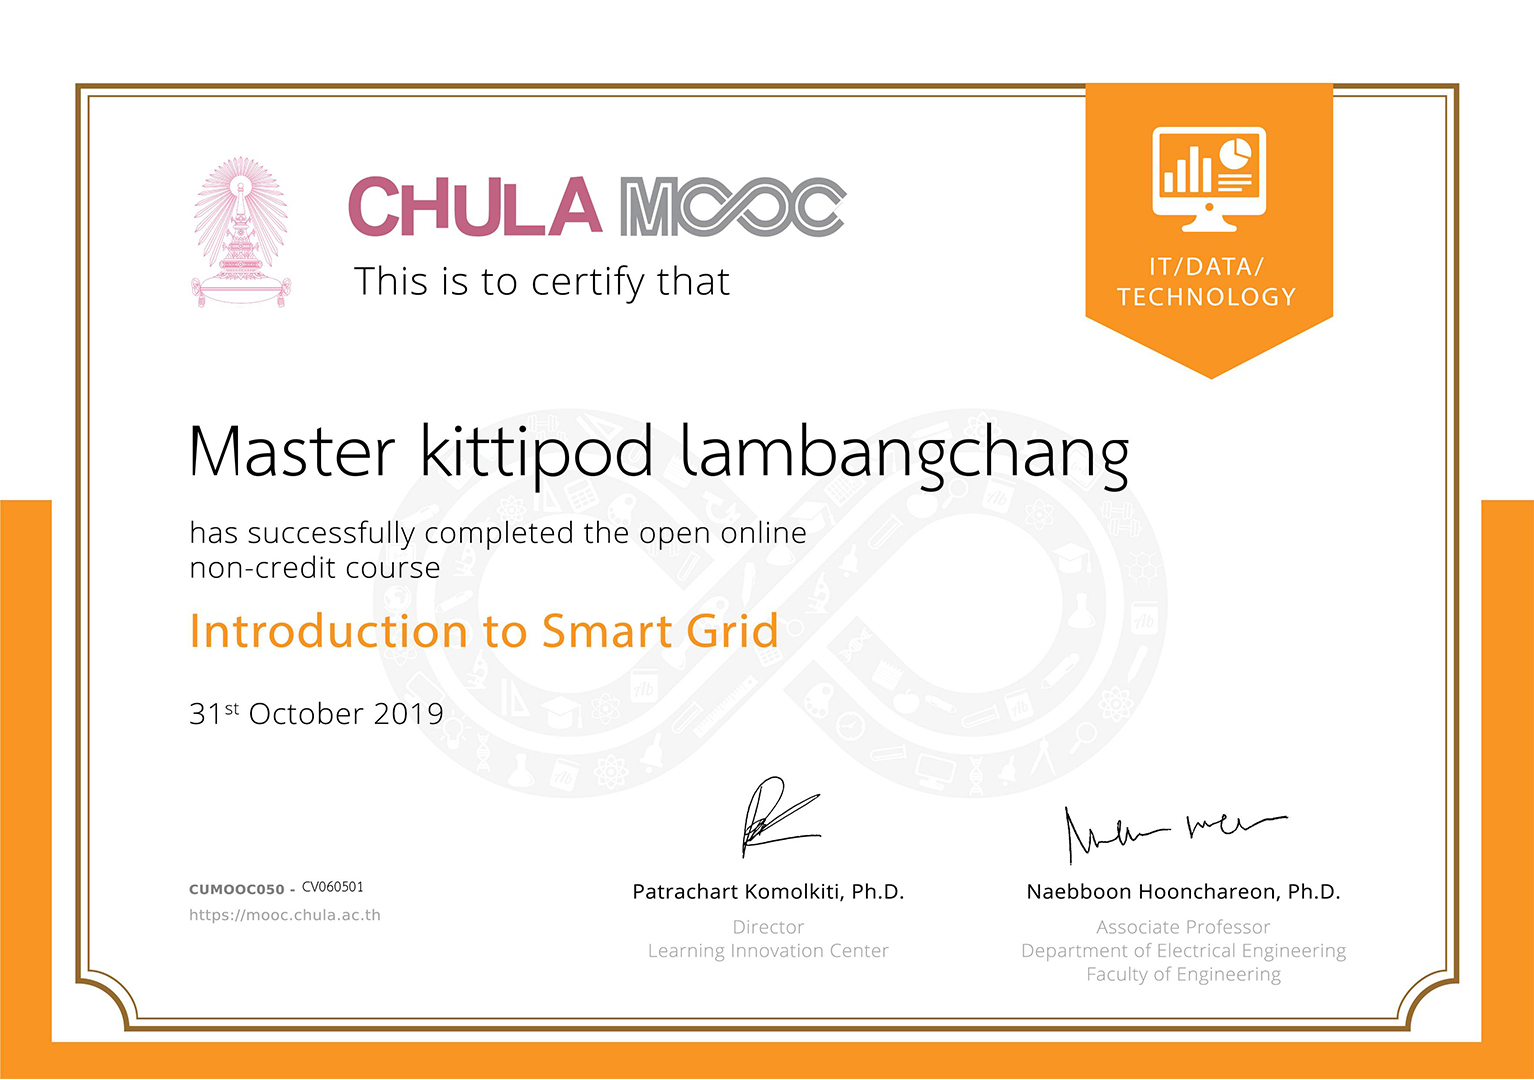 CHULA MOOC
This is to certify that
IT/DATA/
TECHNOLOGY
Master kittipod lambangchang
has successfully completed the open online
non-credit course
Introduction to Smart Grid
31st October 2019
CUMOOC050 - CV060501
https://mooc.chula.ac.th
Patrachart Komolkiti, Ph.D.
Director
Learning Innovation Center
Naebboon Hoonchareon, Ph.D.
Associate Professor
Department of Electrical Engineering
Faculty of Engineering